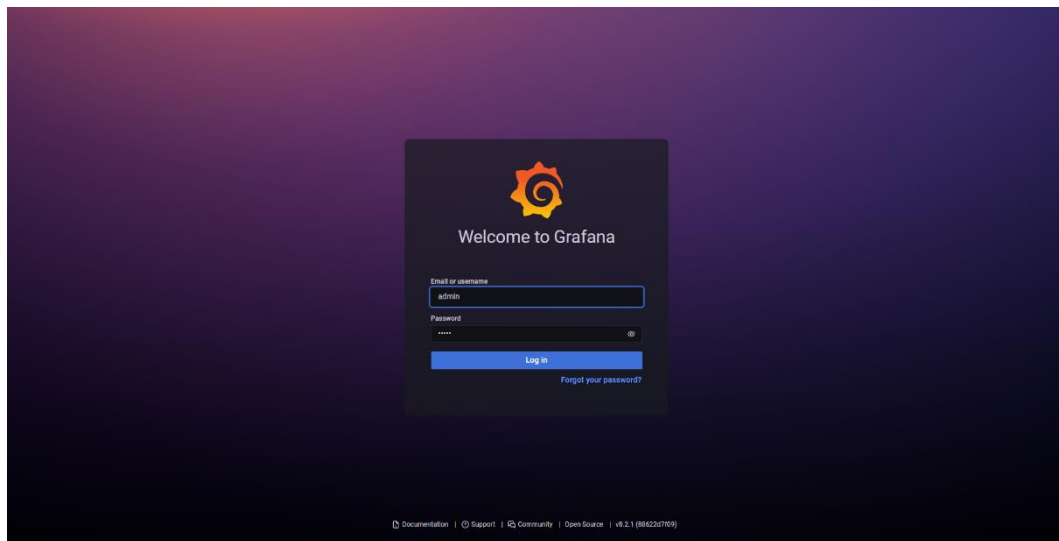 Welcome to Grafana
Email or username
admin
Password
•••••
Log in
Forgot your password?
Documentation | Support | Community | Open Source | v8.2.1 (88622d7f09)